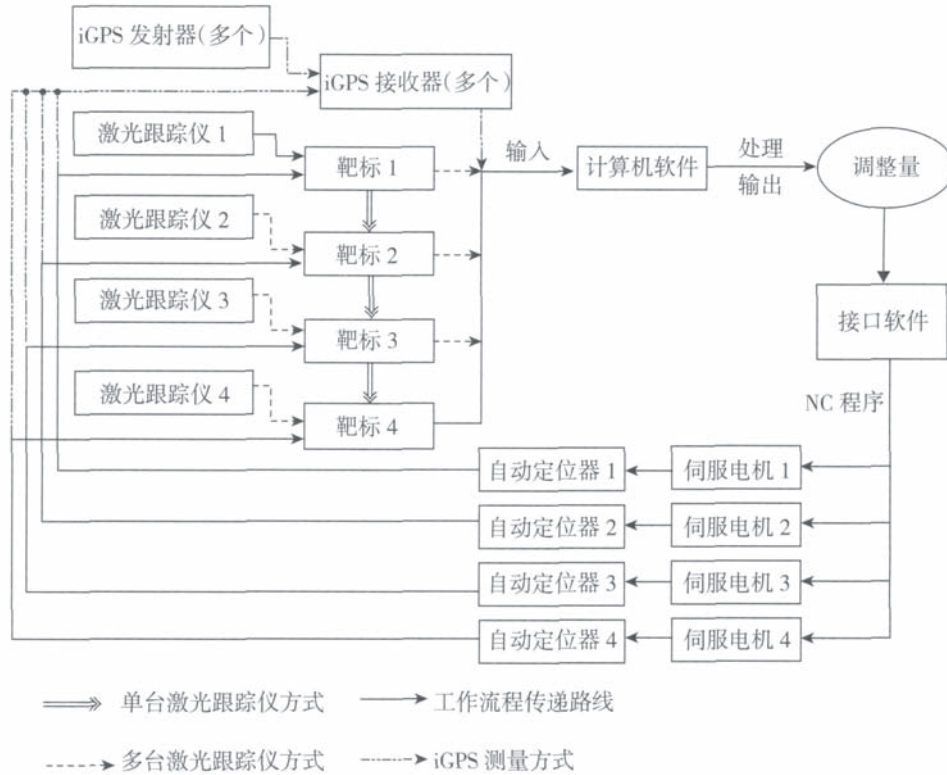 iGPS 发射器(多个)
iGPS 接收器(多个)
激光跟踪仪 1
靶标 1
输入
计算机软件
处理
输出
调整量
激光跟踪仪 2
靶标 2
激光跟踪仪 3
靶标 3
接口软件
激光跟踪仪 4
靶标 4
NC 程序
自动定位器 1
伺服电机 1
自动定位器 2
伺服电机 2
自动定位器 3
伺服电机 3
自动定位器 4
伺服电机 4
单台激光跟踪仪方式
工作流程传递路线
多台激光跟踪仪方式
iGPS 测量方式